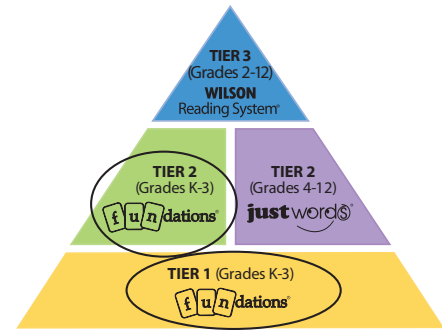 TIER 3
(Grades 2-12)
WILSON
Reading System®
TIER 2
(Grades K-3)
fundations®
TIER 2
(Grades 4-12)
just words®
TIER 1 (Grades K-3)
fundations®